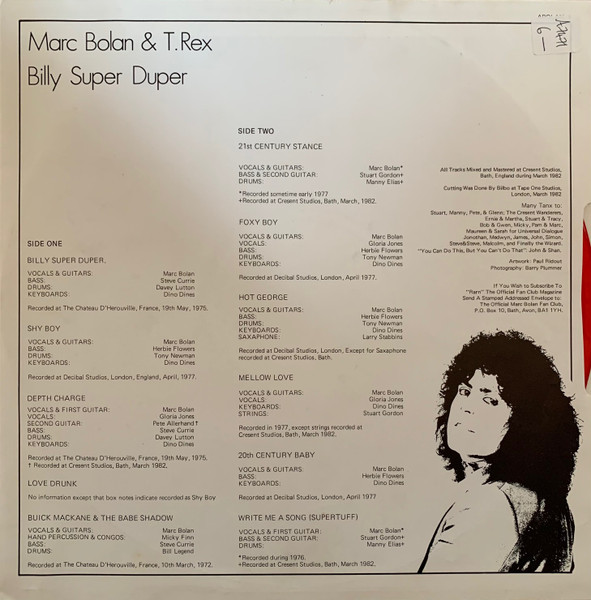 Marc Bolan & T.Rex
Billy Super Duper
6 —
SIDE ONE
BILLY SUPER DUPER.
VOCALS & GUITARS: Marc Bolan
BASS: Steve Currie
DRUMS: Davey Lutton
KEYBOARDS: Dino Dines
Recorded at The Chateau D'Herouville, France, 19th May, 1975.
SHY BOY
VOCALS & GUITARS: Marc Bolan
BASS: Herbie Flowers
DRUMS: Tony Newman
KEYBOARDS: Dino Dines
Recorded at Decibal Studios, London, England, April, 1977.
DEPTH CHARGE
VOCALS & FIRST GUITAR: Marc Bolan
VOCALS: Gloria Jones
SECOND GUITAR: Pete Allerhand†
BASS: Steve Currie
DRUMS: Davey Lutton
KEYBOARDS: Dino Dines
Recorded at The Chateau D'Herouville, France, 19th May, 1975.
† Recorded at Cresent Studios, Bath, March 1982.
LOVE DRUNK
No information except that box notes indicate recorded as Shy Boy
BUICK MACKANE & THE BABE SHADOW
VOCALS & GUITARS: Marc Bolan
HAND PERCUSSION & CONGOS: Micky Finn
BASS: Steve Currie
DRUMS: Bill Legend
Recorded at The Chateau D'Herouville, France, 10th March, 1972.
SIDE TWO
21st CENTURY STANCE
VOCALS & GUITARS: Marc Bolan*
BASS & SECOND GUITAR: Stuart Gordon+
DRUMS: Manny Elias+
*Recorded sometime early 1977
+Recorded at Cresent Studios, Bath, March, 1982.
FOXY BOY
VOCALS & GUITARS: Marc Bolan
VOCALS: Gloria Jones
BASS: Herbie Flowers
DRUMS: Tony Newman
KEYBOARDS: Dino Dines
Recorded at Decibal Studios, London, April 1977.
HOT GEORGE
VOCALS & GUITARS: Marc Bolan
BASS: Herbie Flowers
DRUMS: Tony Newman
KEYBOARDS: Dino Dines
SAXAPHONE: Larry Stabbins
Recorded at Decibal Studios, London, Except for Saxaphone
recorded at Cresent Studios, Bath.
MELLOW LOVE
VOCALS & GUITARS: Marc Bolan
VOCALS: Gloria Jones
KEYBOARDS: Dino Dines
STRINGS: Stuart Gordon
Recorded in 1977, except strings recorded at
Cresent Studios, Bath, March 1982.
20th CENTURY BABY
VOCALS & GUITARS: Marc Bolan
BASS: Herbie Flowers
KEYBOARDS: Dino Dines
Recorded at Decibal Studios, London, April 1977
WRITE ME A SONG (SUPERTUFF)
VOCALS & FIRST GUITAR: Marc Bolan*
BASS & SECOND GUITAR: Stuart Gordon+
DRUMS: Manny Elias+
*Recorded during 1976.
+Recorded at Cresent Studios, Bath, March 1982.
All Tracks Mixed and Mastered at Cresent Studios,
Bath, England during March 1982
Cutting Was Done By Bilbo at Tape One Studios,
London, March 1982
Many Tanx to:
Stuart, Manny, Pete, & Glenn; The Cresent Wanderers,
Ernie & Martha, Stuart & Tracy,
Bob & Gwen, Micky, Pam & Marc,
Maureen & Sarah for Universal Dialogue
Jonothan, Medwyn, James, John, Simon,
Steve&Steve, Malcolm, and Finally the Wizard.
"You Can Do This, But You Can't Do That": John & Shan.
Artwork: Paul Ristout
Photography: Barry Plummer
If You Wish to Subscribe To
"Rarn" The Official Fan Club Magazine
Send A Stamped Addressed Envelope to:
The Official Marc Bolan Fan Club,
P.O. Box 10, Bath, Avon, BA1 1YH.